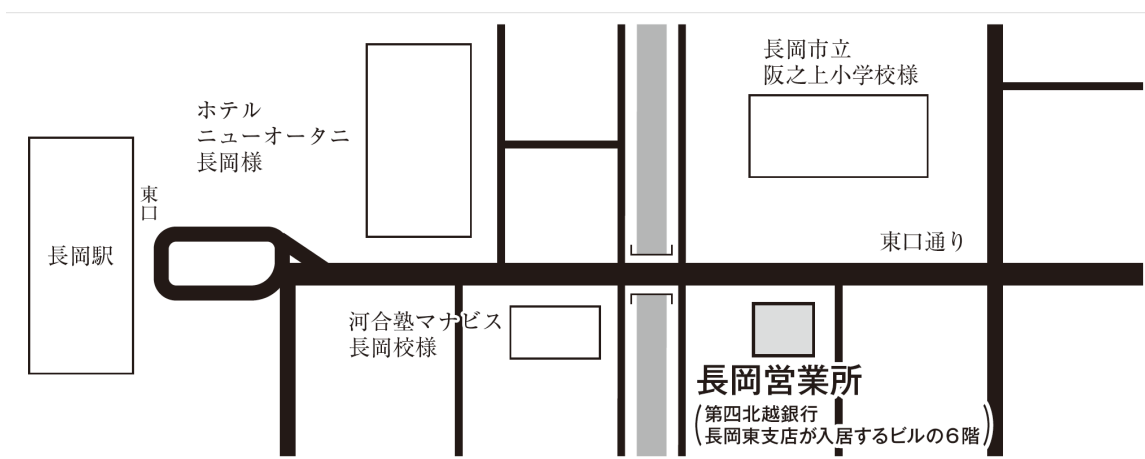 長岡市立
阪之上小学校様
ホテル
ニューオータニ
長岡様
東口
長岡駅
東口通り
河合塾マナビス
長岡校様
長岡営業所
(第四北越銀行
長岡東支店が入居するビルの6階)